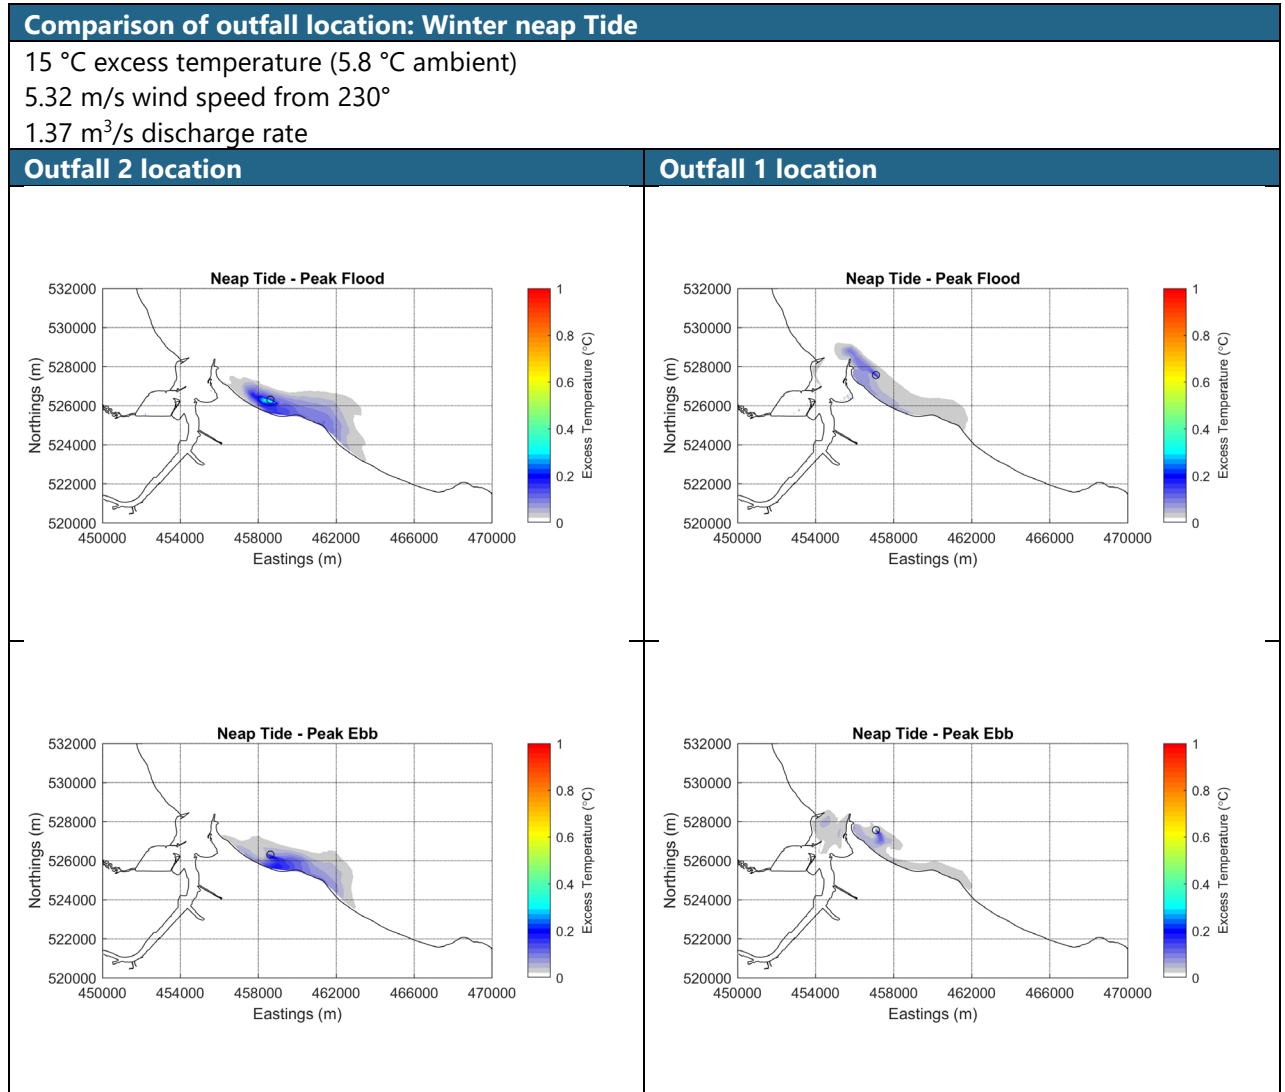 Comparison of outfall location: Winter neap Tide
15 °C excess temperature (5.8 °C ambient)
5.32 m/s wind speed from 230°
1.37 m³/s discharge rate
Outfall 2 location
Outfall 1 location
Neap Tide - Peak Flood
532000
530000
528000
526000
524000
522000
520000
Northings (m)
450000 454000 458000 462000 466000 470000
Eastings (m)
1
0.8
0.6
0.4
0.2
0
Excess Temperature (°C)
Neap Tide - Peak Flood
532000
530000
528000
526000
524000
522000
520000
Northings (m)
450000 454000 458000 462000 466000 470000
Eastings (m)
1
0.8
0.6
0.4
0.2
0
Excess Temperature (°C)
Neap Tide - Peak Ebb
532000
530000
528000
526000
524000
522000
520000
Northings (m)
450000 454000 458000 462000 466000 470000
Eastings (m)
1
0.8
0.6
0.4
0.2
0
Excess Temperature (°C)
Neap Tide - Peak Ebb
532000
530000
528000
526000
524000
522000
520000
Northings (m)
450000 454000 458000 462000 466000 470000
Eastings (m)
1
0.8
0.6
0.4
0.2
0
Excess Temperature (°C)